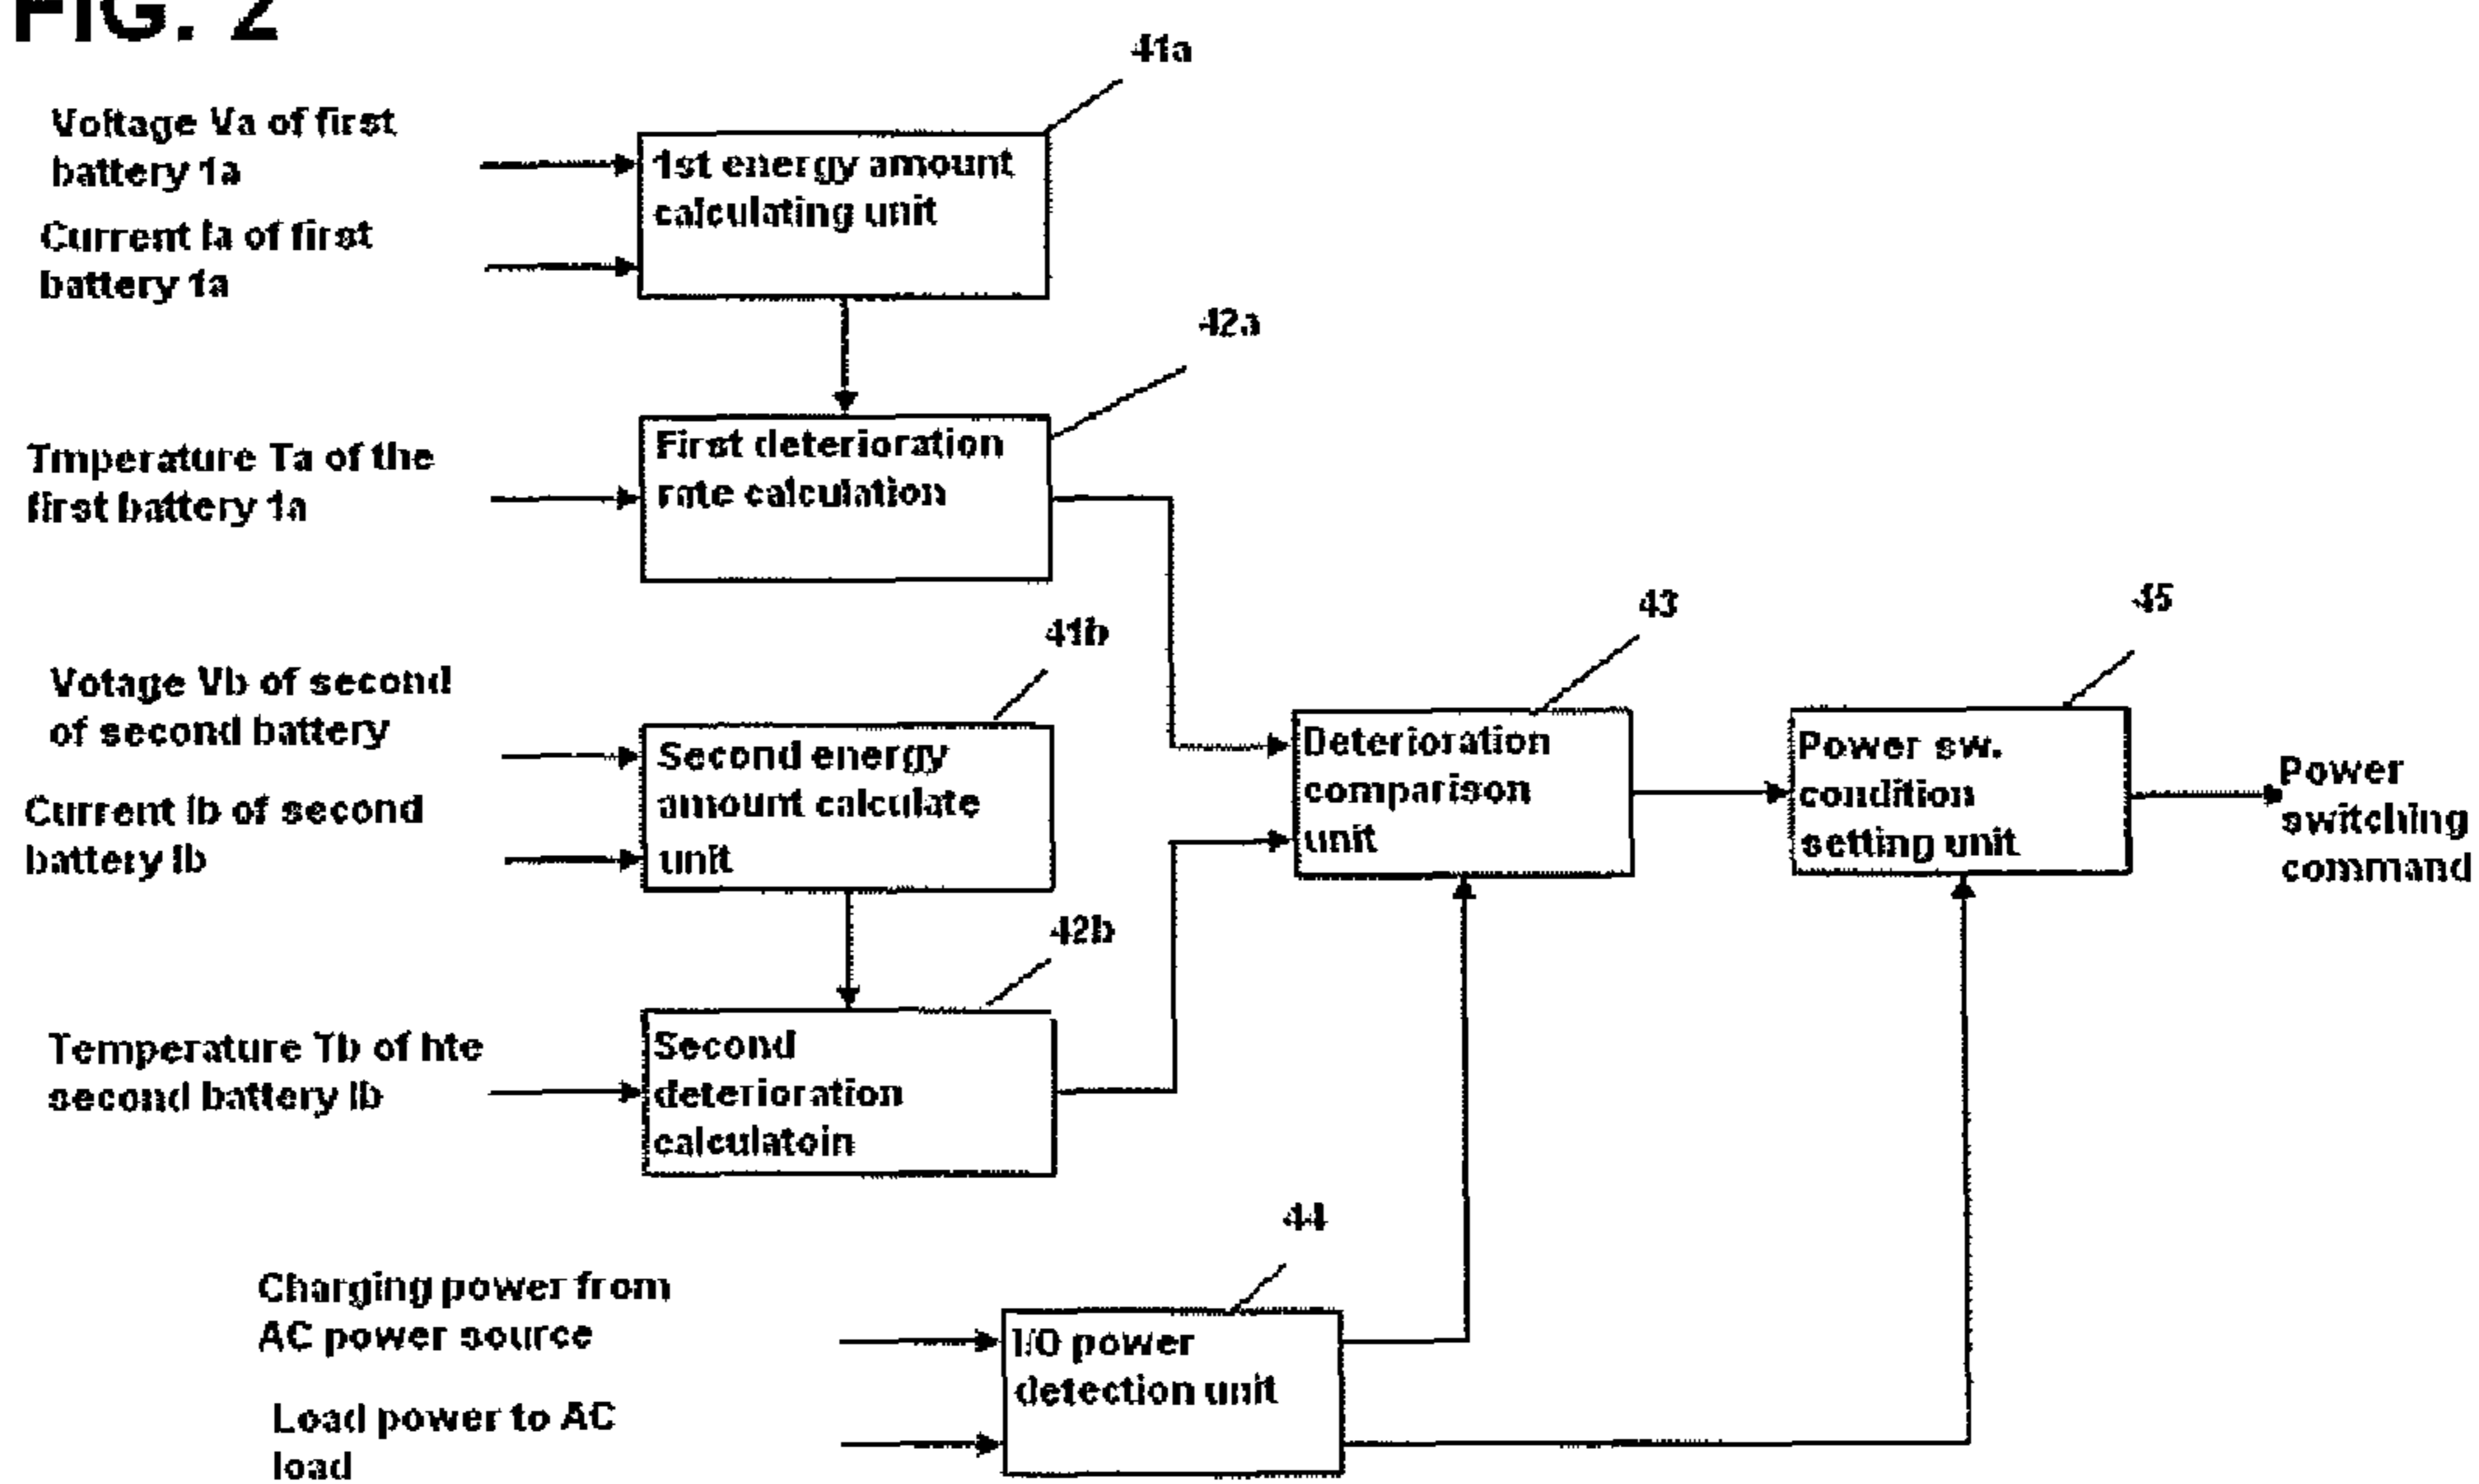 FIG. 2
41a
Voltage Va of first
battery 1a
1st energy amount
calculating unit
Current Ia of first
battery 1a
42a
Tmperature Ta of the
first battery 1a
First deterioration
rate calculation
41b
43
45
Votage Vb of second
of second battery
Second energy
amount calculate
unit
Current Ib of second
battery Ib
Deterioration
comparison
unit
Power sw.
condition
setting unit
Power
switching
command
42b
Temperature Tb of hte
second battery Ib
Second
deterioration
calculatoin
44
Charging power from
AC power source
I/O power
detection unit
Load power to AC
load